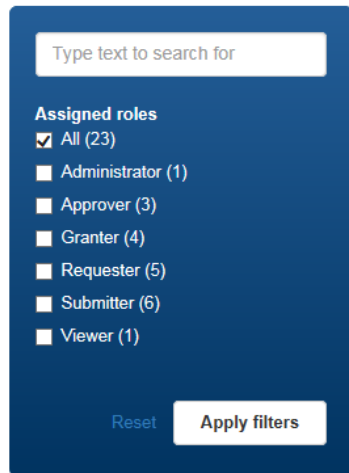 Type text to search for
Assigned roles
All (23)
Administrator (1)
Approver (3)
Granter (4)
Requester (5)
Submitter (6)
Viewer (1)
Reset Apply filters